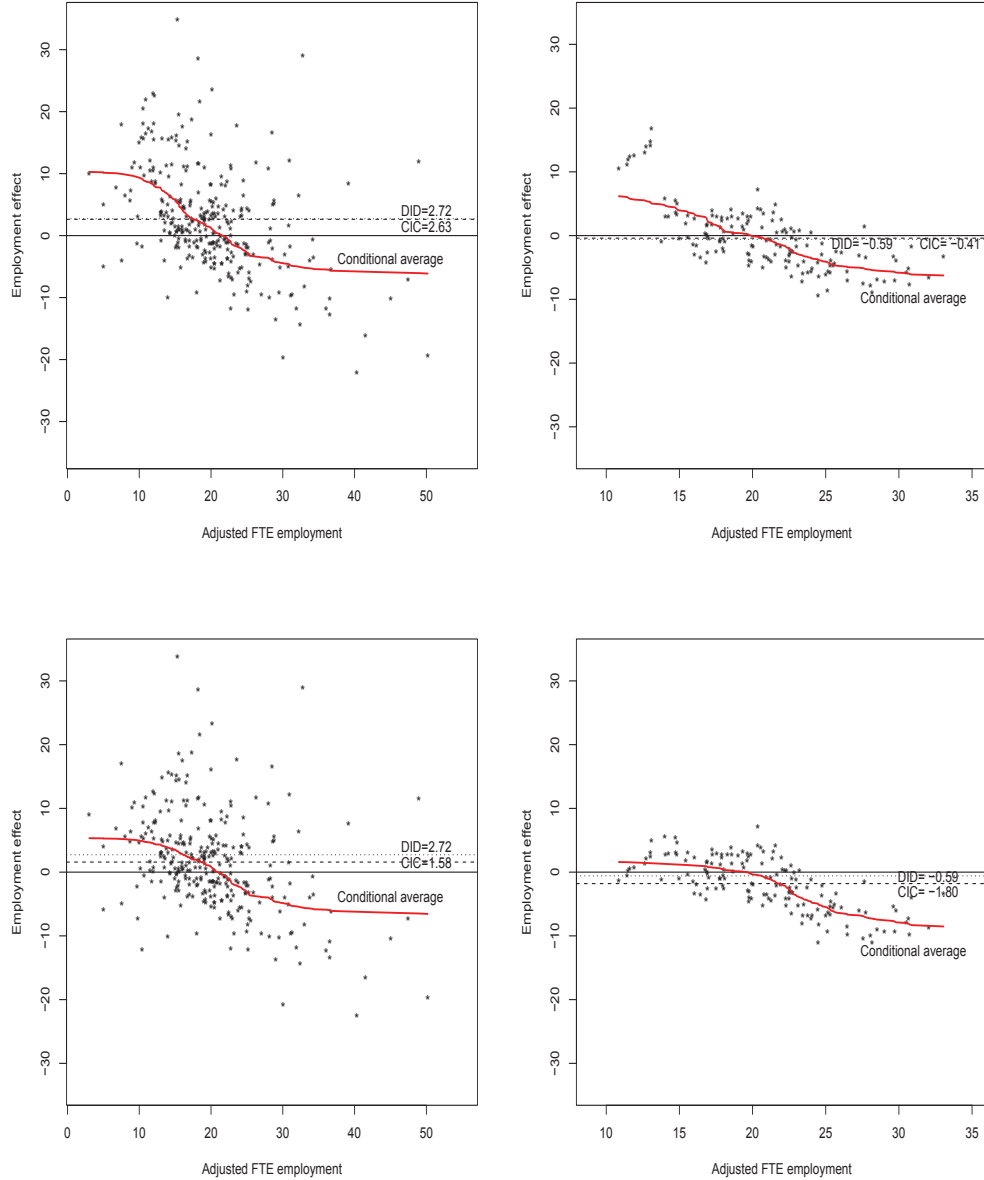 30
20
10
0
−10
−20
−30
Employment effect
DID=2.72
CIC=2.63
Conditional average
0 10 20 30 40 50
Adjusted FTE employment
30
20
10
0
−10
−20
−30
Employment effect
DID= −0.59 CIC= −0.41
Conditional average
10 15 20 25 30 35
Adjusted FTE employment
30
20
10
0
−10
−20
−30
Employment effect
DID=2.72
CIC=1.58
Conditional average
0 10 20 30 40 50
Adjusted FTE employment
30
20
10
0
−10
−20
−30
Employment effect
DID= −0.59
CIC= −1.80
Conditional average
10 15 20 25 30 35
Adjusted FTE employment